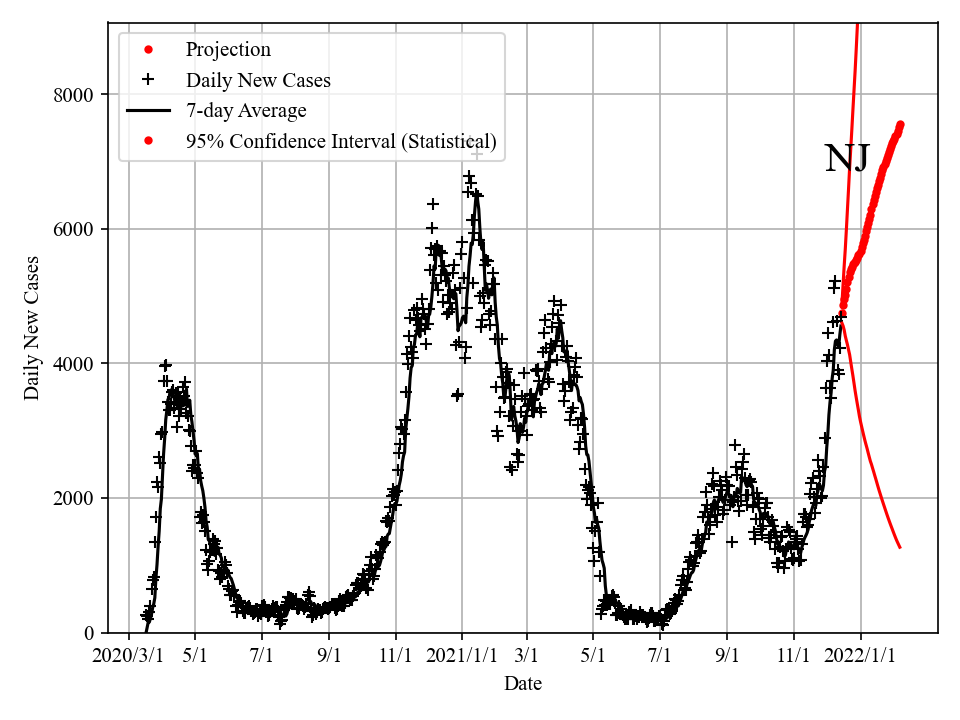 Projection
Daily New Cases
7-day Average
95% Confidence Interval (Statistical)
NJ
Daily New Cases
8000
6000
4000
2000
0
2020/3/1 5/1 7/1 9/1 11/1 2021/1/1 3/1 5/1 7/1 9/1 11/1 2022/1/1
Date